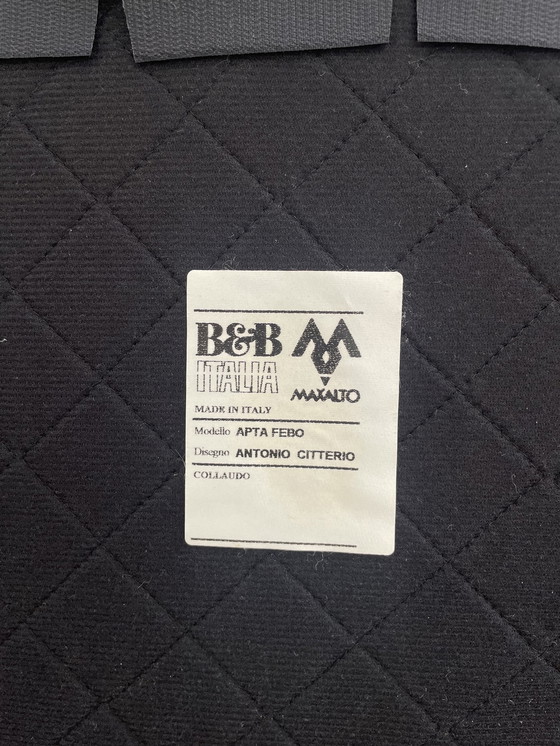 B&B
ITALIA
MAXALTO
MADE IN ITALY
Modello APTA FEBO
Disegno ANTONIO CITTERIO
COLLAUDO